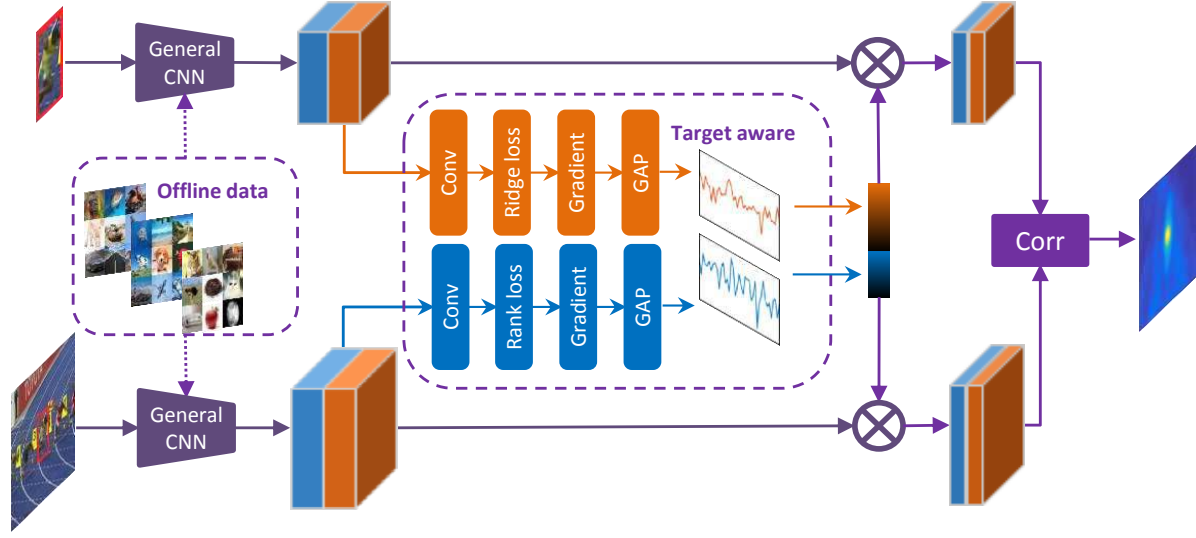 General
CNN
Target aware
Conv
Ridge loss
Gradient
GAP
Offline data
Corr
Conv
Rank loss
Gradient
GAP
General
CNN